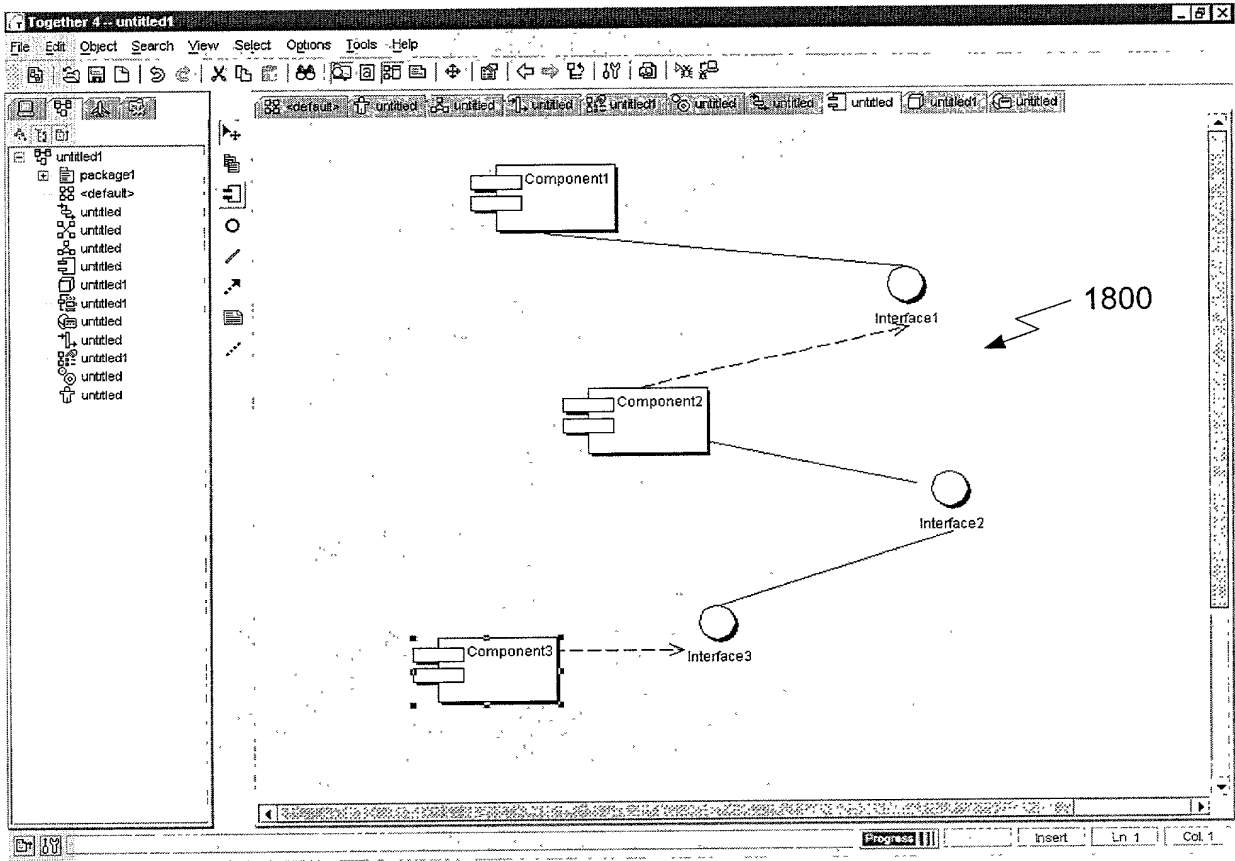 Together 4 -- untitled1
File Edit Object Search View Select Options Tools Help
<default> untitled untitled untitled untitled1 untitled untitled untitled untitled1 untitled
untitled1
package1
<default>
untitled
untitled
untitled
untitled
untitled1
untitled1
untitled
untitled
untitled1
untitled
untitled
Component1
Interface1
1800
Component2
Interface2
Component3
Interface3
Progress Insert Ln 1 Col. 1